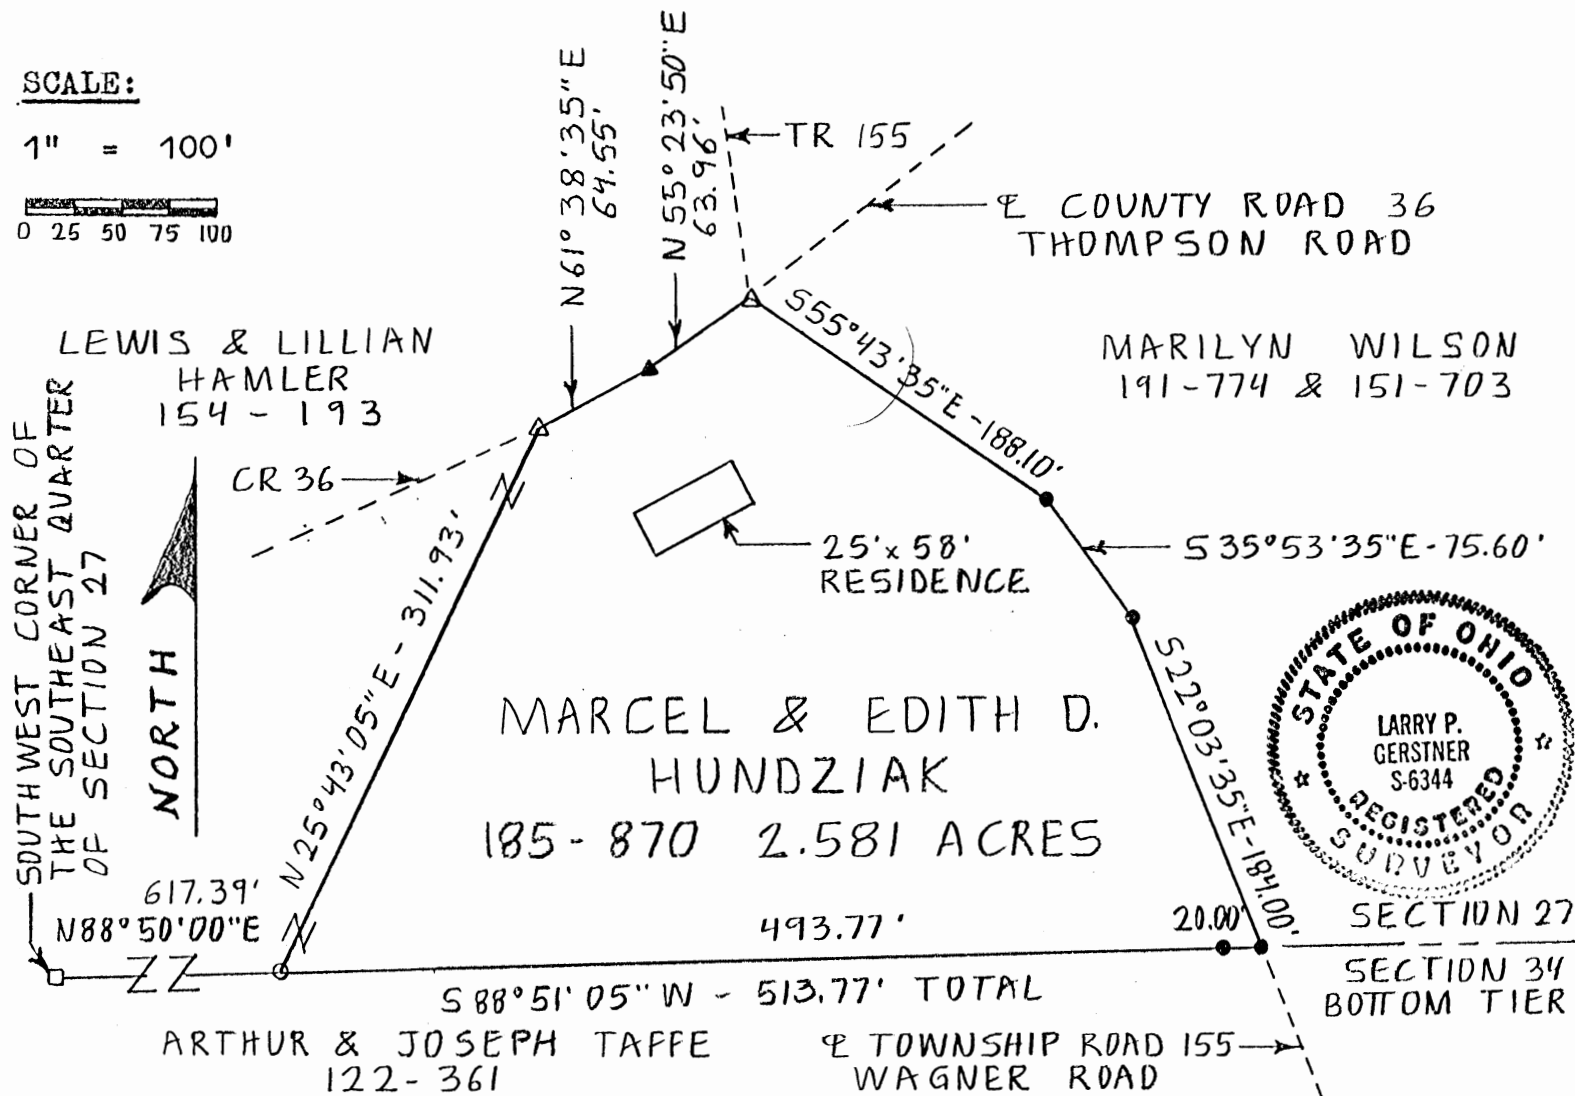 SCALE:
1" = 100'
0 25 50 75 100
N61°38'35"E
64.55'
N55°23'50"E
63.96'
TR 155
℄ COUNTY ROAD 36
THOMPSON ROAD
LEWIS & LILLIAN
HAMLER
154-193
MARILYN WILSON
191-774 & 151-703
S55°43'35"E-188.10'
CR 36
25'x58'
RESIDENCE
S35°53'35"E-75.60'
SOUTHWEST CORNER OF
THE SOUTHEAST QUARTER
OF SECTION 27
NORTH
N25°43'05"E-311.93'
S22°03'35"E-184.00'
STATE OF OHIO
LARRY P.
GERSTNER
S-6344
REGISTERED
SURVEYOR
MARCEL & EDITH D.
HUNDZIAK
185-870 2.581 ACRES
617.39'
N88°50'00"E
493.77'
20.00'
SECTION 27
S88°51'05"W - 513.77' TOTAL
SECTION 34
BOTTOM TIER
ARTHUR & JOSEPH TAFFE
122-361
℄ TOWNSHIP ROAD 155
WAGNER ROAD